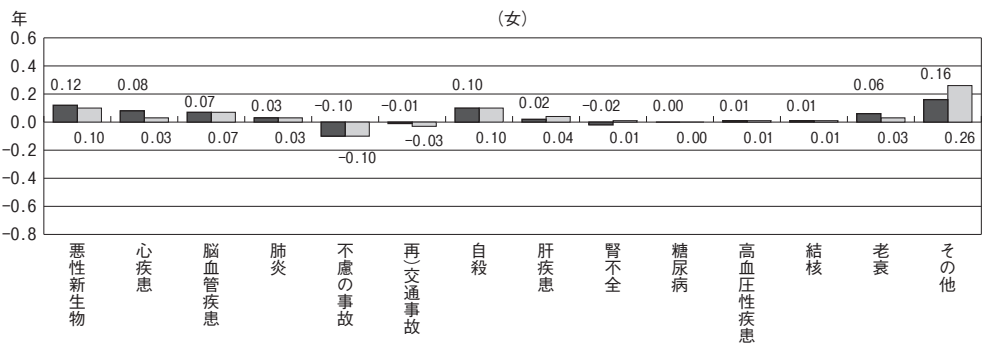 年
(女)
0.6
0.4
0.2
0.0
−0.2
−0.4
−0.6
−0.8
0.12 0.08 0.07 0.03 −0.10 −0.01 0.10 0.02 −0.02 0.00 0.01 0.01 0.06 0.16
0.10 0.03 0.07 0.03 −0.10 −0.03 0.10 0.04 0.01 0.00 0.01 0.01 0.03 0.26
悪性新生物
心疾患
脳血管疾患
肺炎
不慮の事故
再)交通事故
自殺
肝疾患
腎不全
糖尿病
高血圧性疾患
結核
老衰
その他